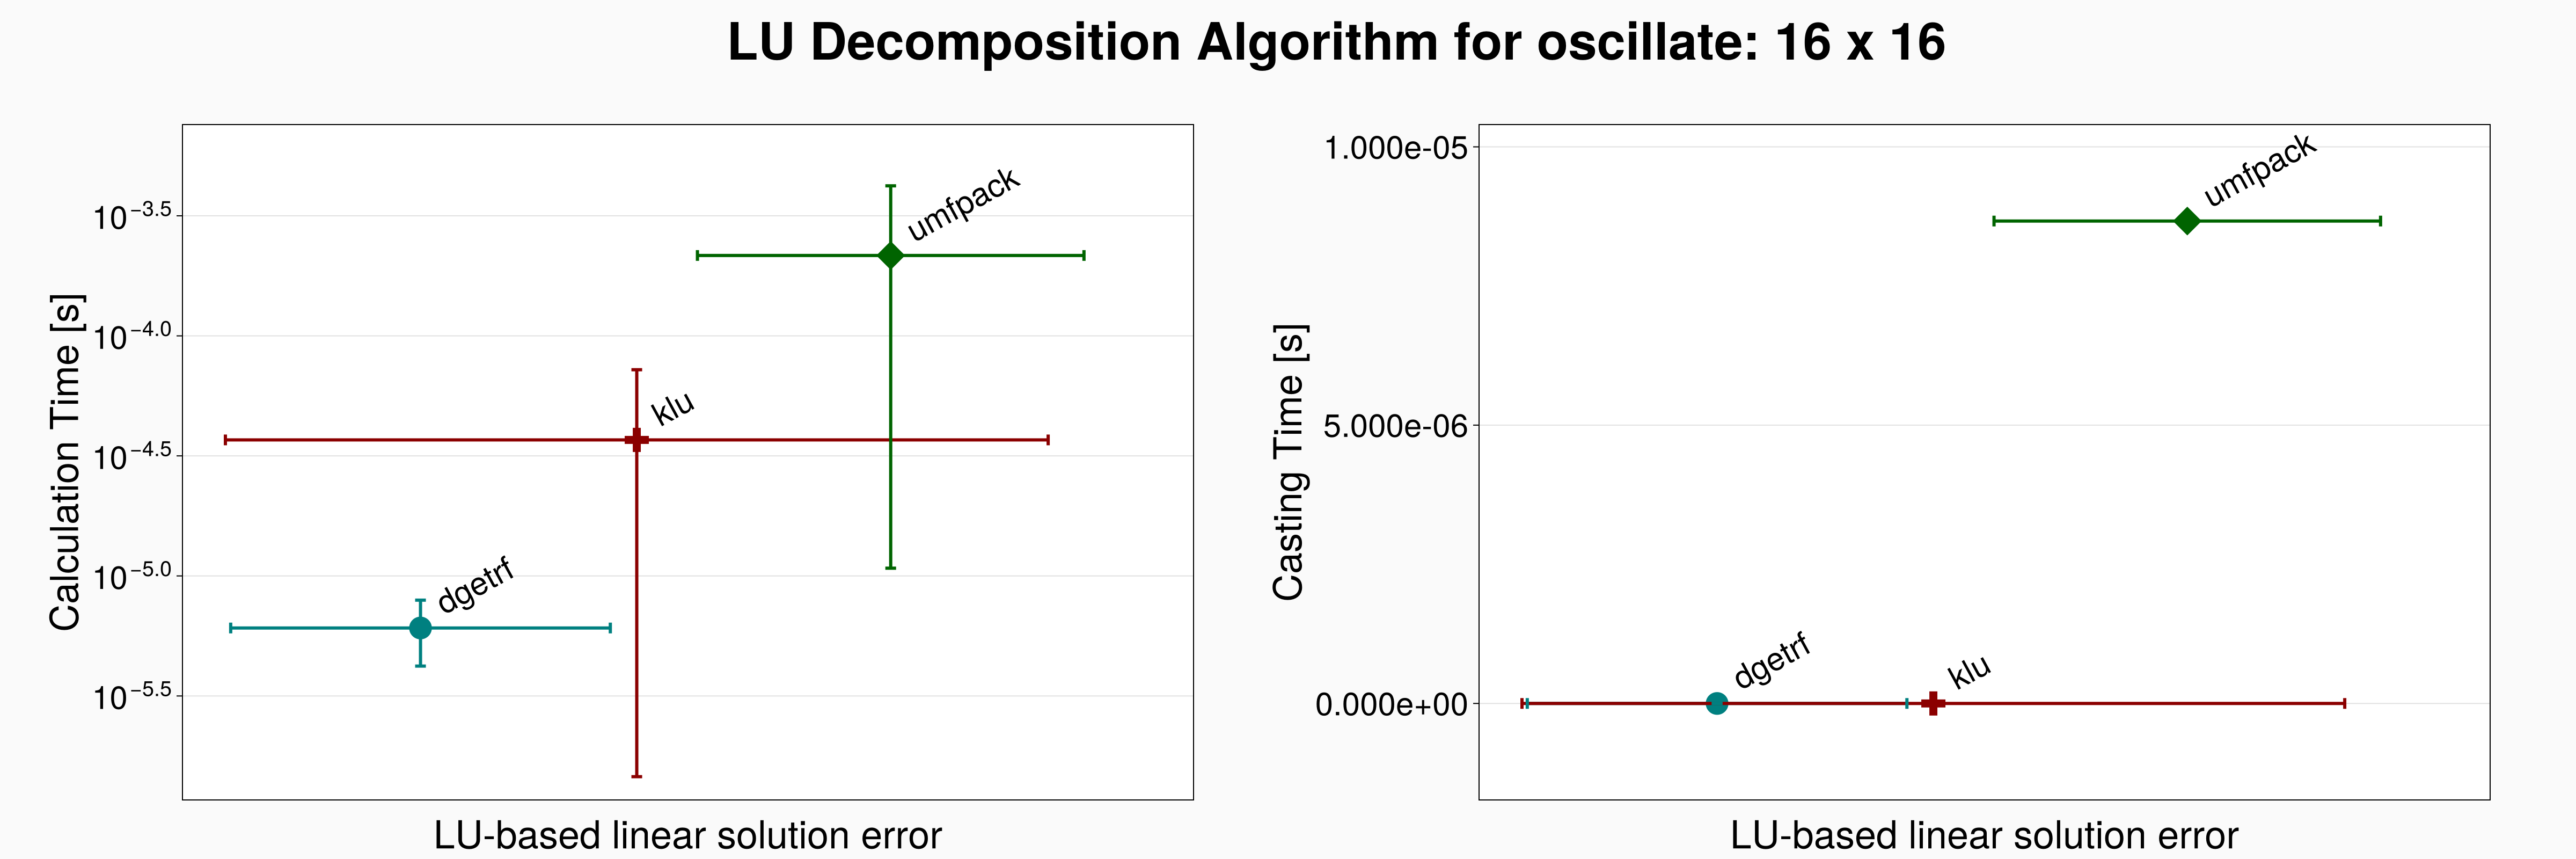 LU Decomposition Algorithm for oscillate: 16 x 16
Calculation Time [s]
10^−3.5
10^−4.0
10^−4.5
10^−5.0
10^−5.5
umfpack
klu
dgetrf
LU-based linear solution error
Casting Time [s]
1.000e-05
5.000e-06
0.000e+00
umfpack
dgetrf
klu
LU-based linear solution error